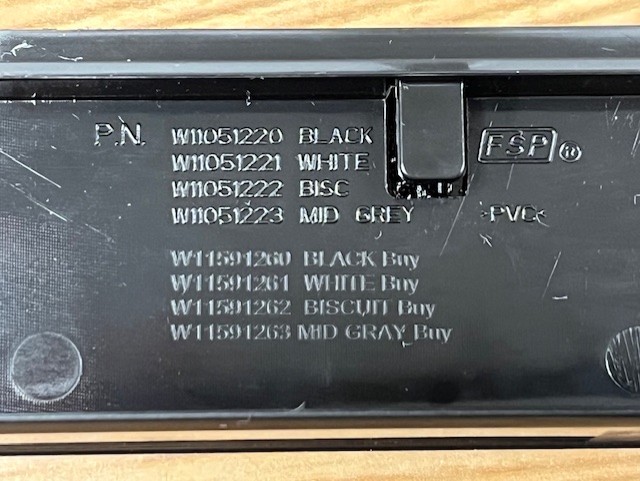 P.N. W11051220 BLACK FSP®
W11051221 WHITE
W11051222 BISC
W11051223 MID GREY >PVC<
W11591260 BLACK Buy
W11591261 WHITE Buy
W11591262 BISCUIT Buy
W11591263 MID GRAY Buy